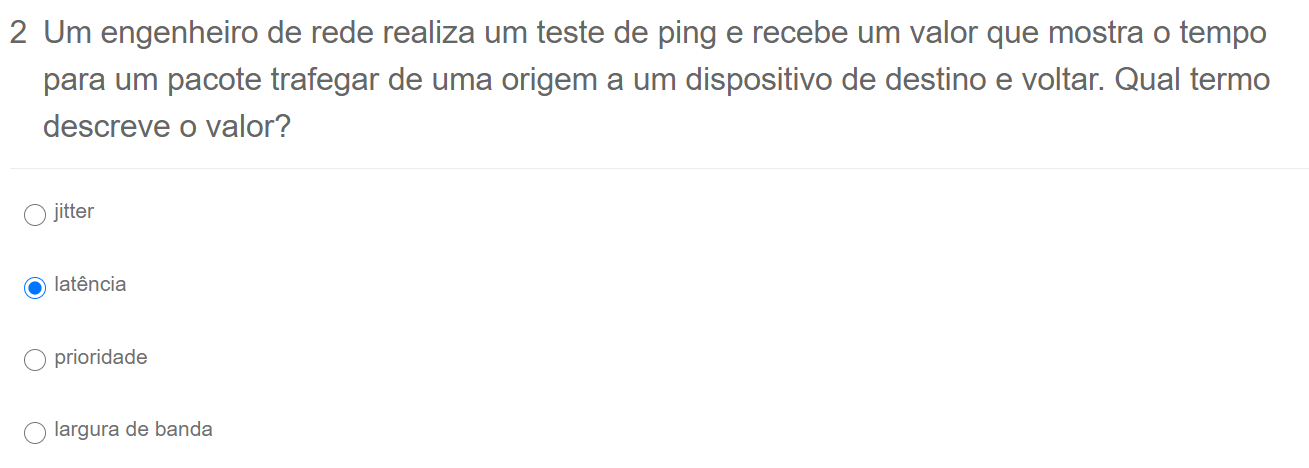 2 Um engenheiro de rede realiza um teste de ping e recebe um valor que mostra o tempo
para um pacote trafegar de uma origem a um dispositivo de destino e voltar. Qual termo
descreve o valor?
jitter
latência
prioridade
largura de banda